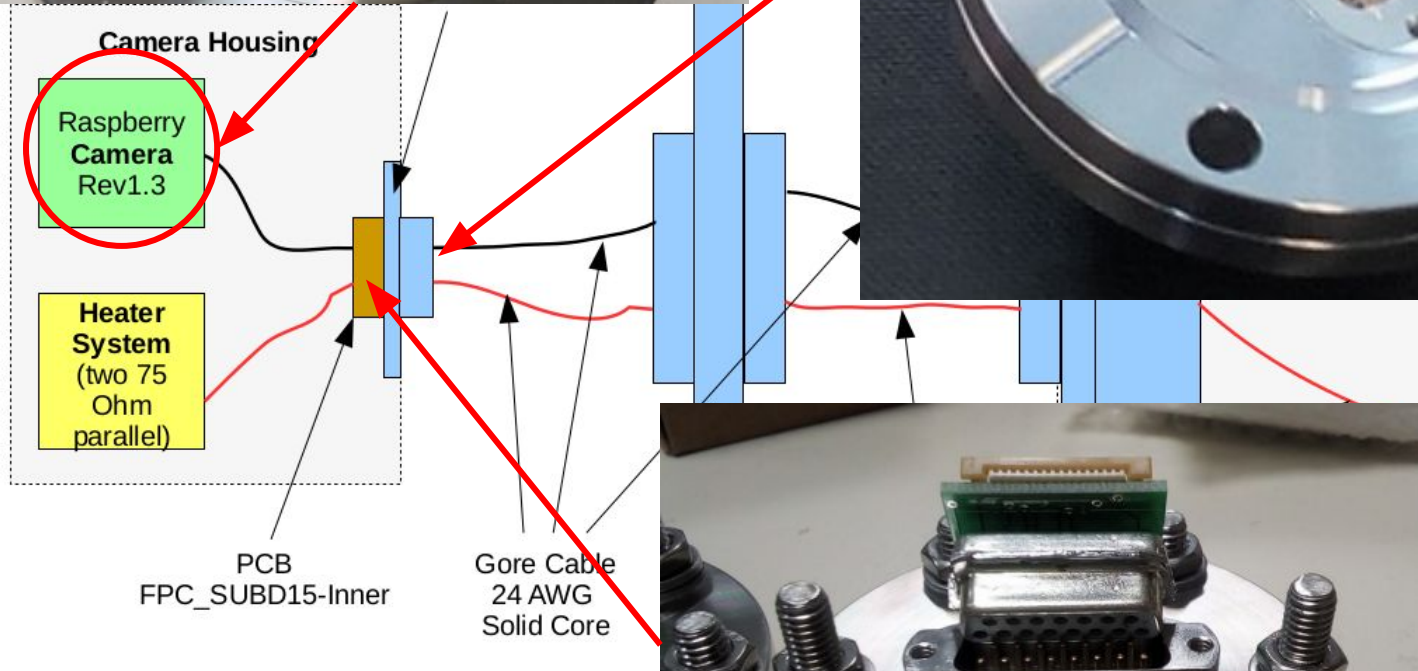 Camera Housing
Raspberry
Camera
Rev1.3
Heater
System
(two 75
Ohm
parallel)
PCB
FPC_SUBD15-Inner
Gore Cable
24 AWG
Solid Core